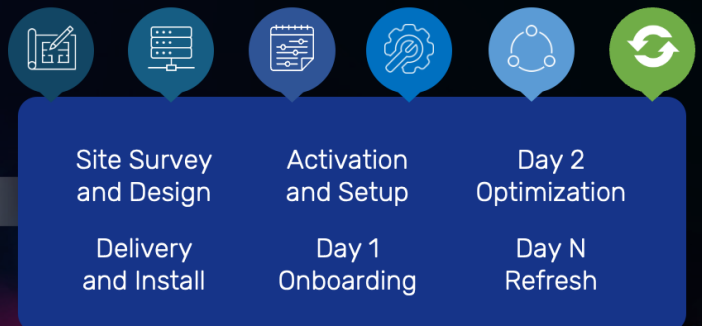 Site Survey
and Design
Delivery
and Install
Activation
and Setup
Day 1
Onboarding
Day 2
Optimization
Day N
Refresh